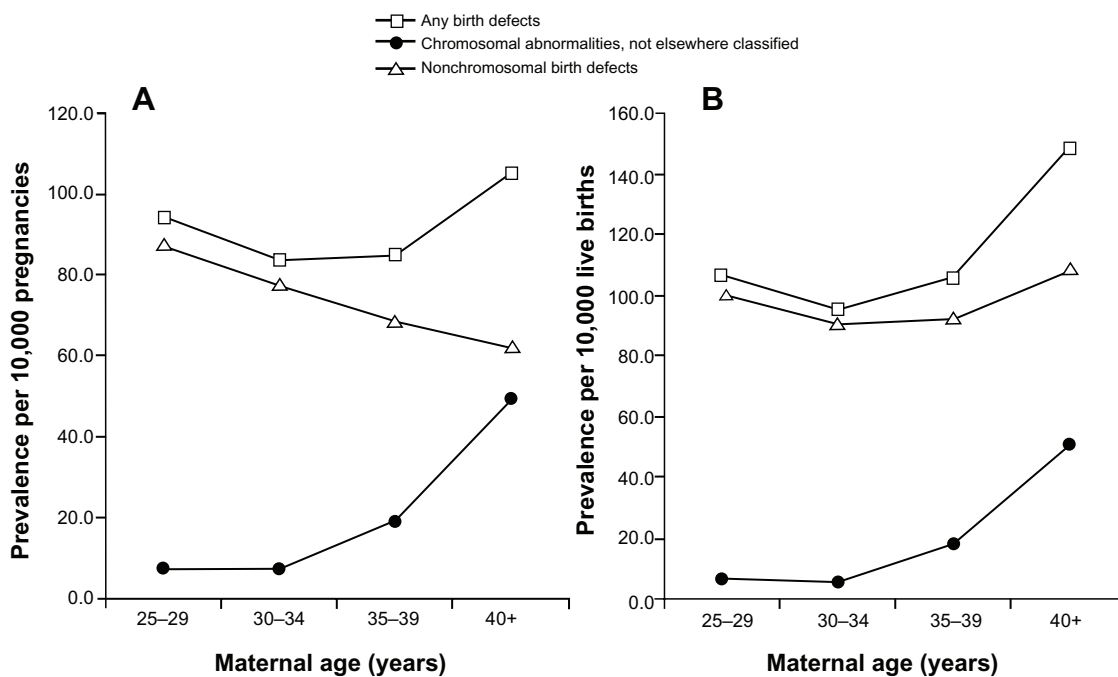 Any birth defects
Chromosomal abnormalities, not elsewhere classified
Nonchromosomal birth defects
A
Prevalence per 10,000 pregnancies
120.0
100.0
80.0
60.0
40.0
20.0
0.0
25–29
30–34
35–39
40+
Maternal age (years)
B
Prevalence per 10,000 live births
160.0
140.0
120.0
100.0
80.0
60.0
40.0
20.0
0.0
25–29
30–34
35–39
40+
Maternal age (years)